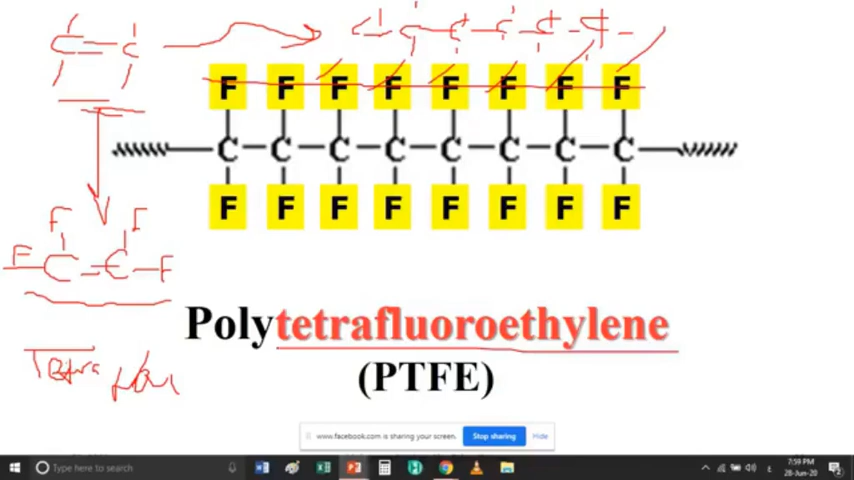 C = C
C - C - C - C - C -
F F F F F F F F
C C C C C C C C
F F F F F F F F
F F
F - C = C - F
Polytetrafluoroethylene
(PTFE)
Tetra
www.facebook.com is sharing your screen. Stop sharing Hide
Type here to search
7:59 PM
28-Jun-20